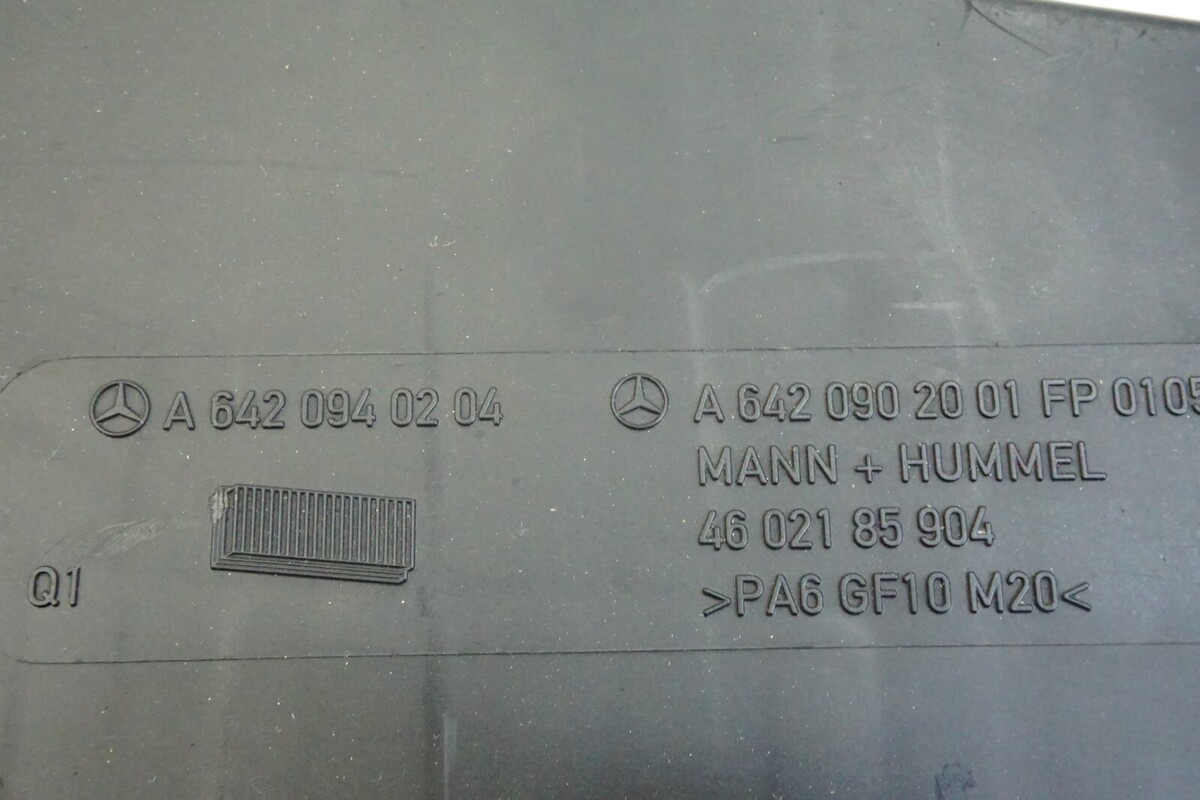 A 642 094 02 04
A 642 090 20 01 FP 0105
MANN + HUMMEL
46 021 85 904
>PA6 GF10 M20<
Q1